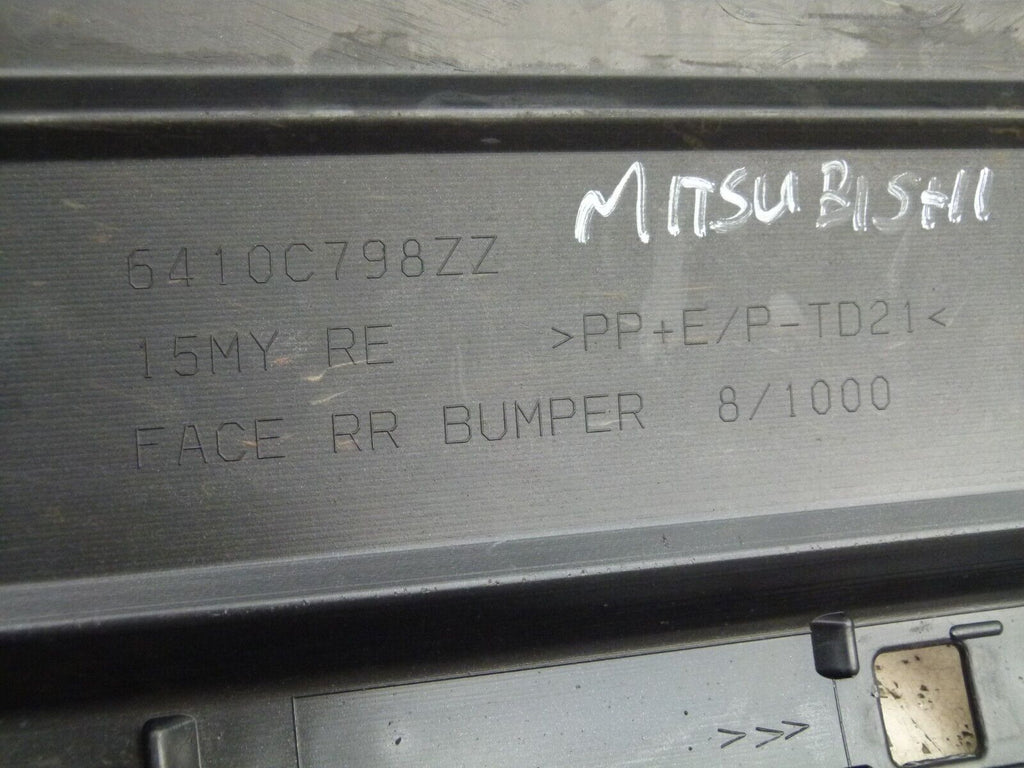 MITSUBISHI
6410C798ZZ
15MY RE >PP+E/P-TD21<
FACE RR BUMPER 8/1000
>>>